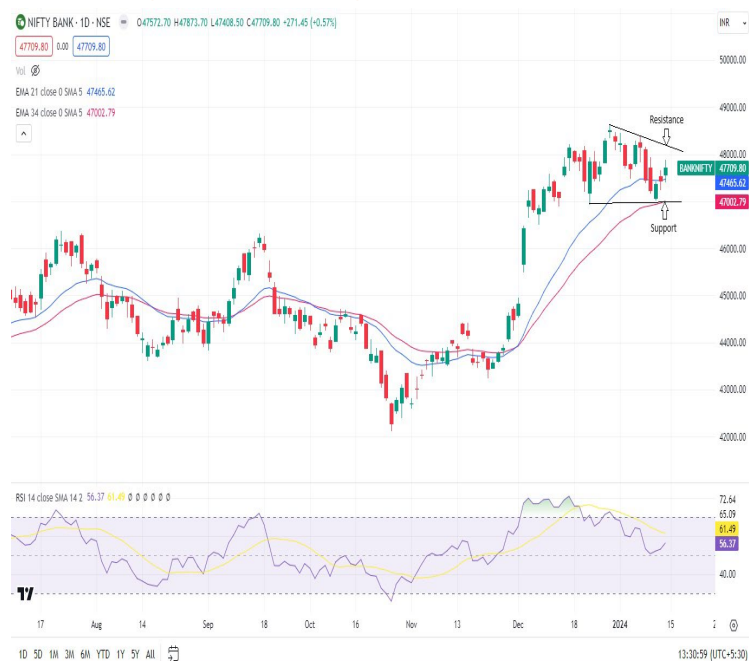 NIFTY BANK · 1D · NSE O47572.70 H47873.70 L47408.50 C47709.80 +271.45 (+0.57%)
INR
47709.80 0.00 47709.80
Vol
EMA 21 close 0 SMA 5 47465.62
EMA 34 close 0 SMA 5 47002.79
50000.00
49000.00
Resistance
48000.00
BANKNIFTY 47709.80
47465.62
47002.79
Support
46000.00
45000.00
44000.00
43000.00
42000.00
RSI 14 close SMA 14 2 56.37 61.49 Ø Ø Ø Ø Ø Ø
72.64
65.09
61.49
56.37
40.00
17 Aug 14 Sep 18 Oct 16 Nov 13 Dec 18 2024 15 2
1D 5D 1M 3M 6M YTD 1Y 5Y All 13:30:59 (UTC+5:30)